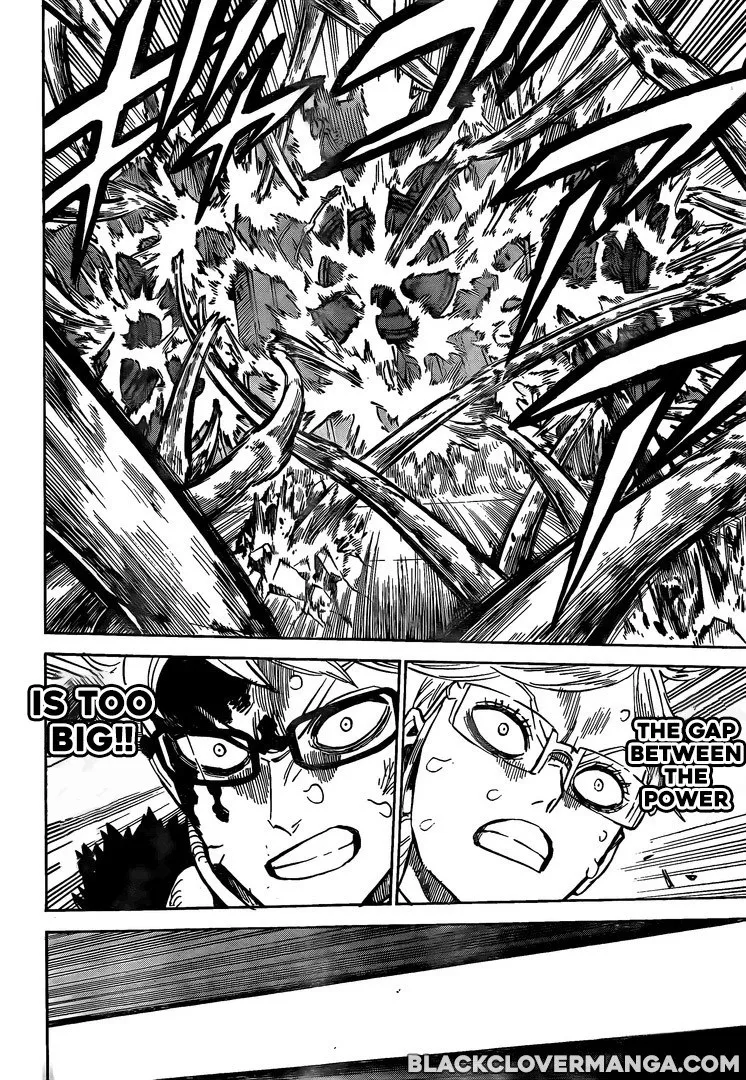 THE GAP
BETWEEN
THE
POWER
IS TOO
BIG!!
BLACKCLOVERMANGA.COM